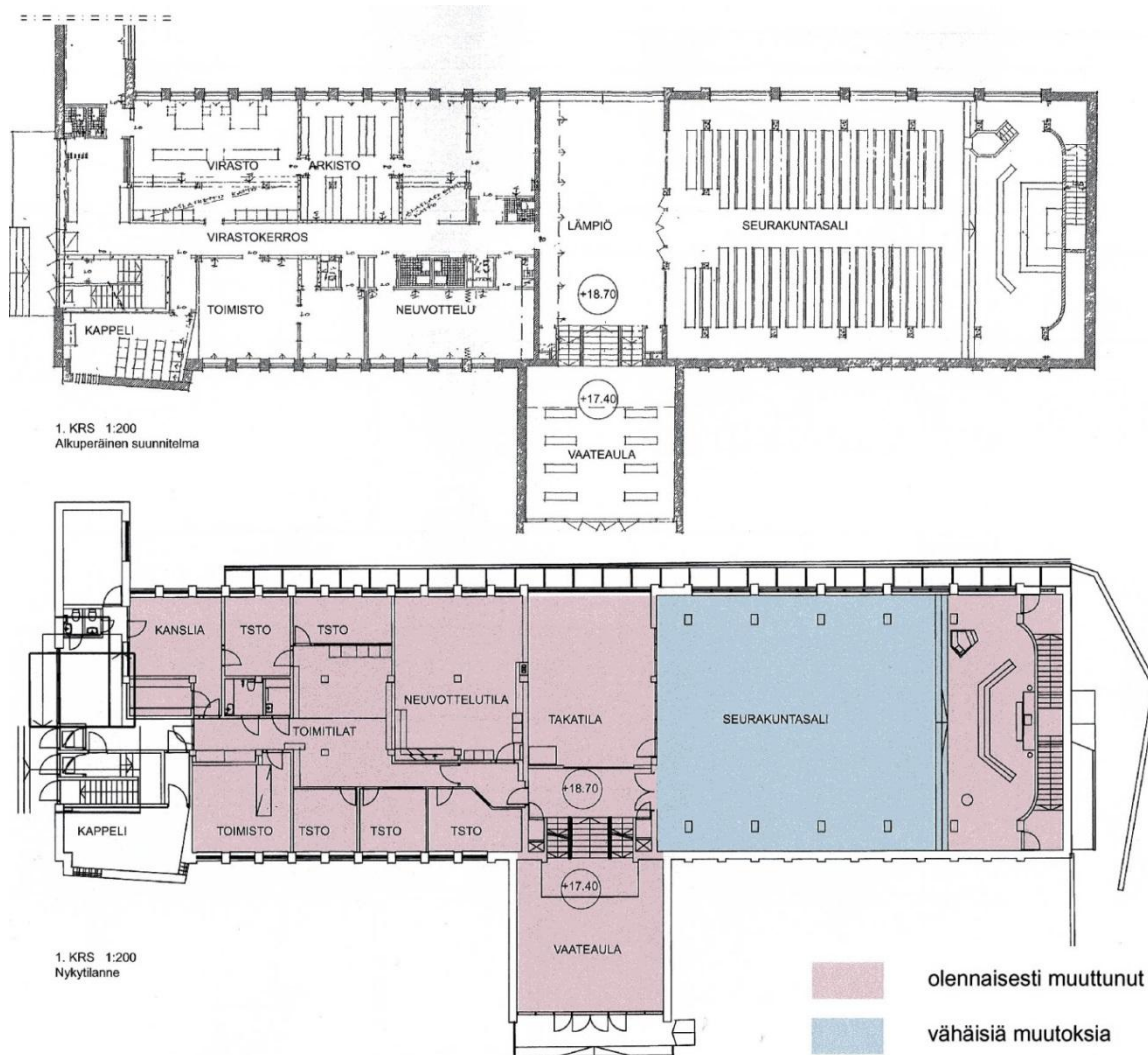 VIRASTO
ARKISTO
VIRASTOKERROS
LÄMPIÖ
SEURAKUNTASALI
+18.70
TOIMISTO
NEUVOTTELU
KAPPELI
+17.40
VAATEAULA
1. KRS 1:200
Alkuperäinen suunnitelma
KANSLIA
TSTO
TSTO
NEUVOTTELUTILA
TAKATILA
SEURAKUNTASALI
TOIMITILAT
+18.70
KAPPELI
TOIMISTO
TSTO
TSTO
TSTO
+17.40
VAATEAULA
1. KRS 1:200
Nykytilanne
olennaisesti muuttunut
vähäisiä muutoksia